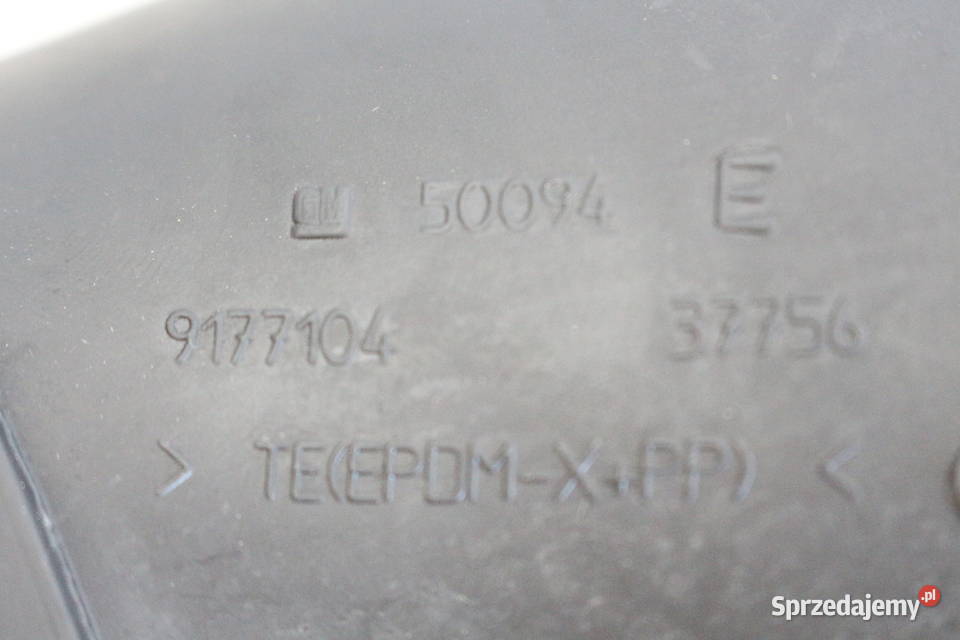 GM 50094 E
9177104 37756
> TE(EPDM-X+PP) <
Sprzedajemy.pl